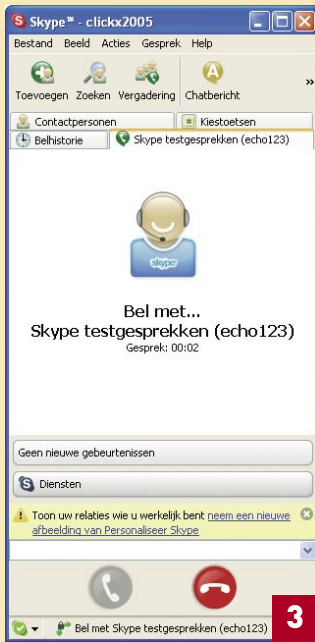 Skype™ - clickx2005
Bestand Beeld Acties Gesprek Help
Toevoegen Zoeken Vergadering Chatbericht »
Contactpersonen Kiestoetsen
Belhistorie Skype testgesprekken (echo123)
skype
Bel met...
Skype testgesprekken (echo123)
Gesprek: 00:02
Geen nieuwe gebeurtenissen
Diensten
Toon uw relaties wie u werkelijk bent neem een nieuwe
afbeelding van Personaliseer Skype
Bel met Skype testgesprekken (echo123)
3